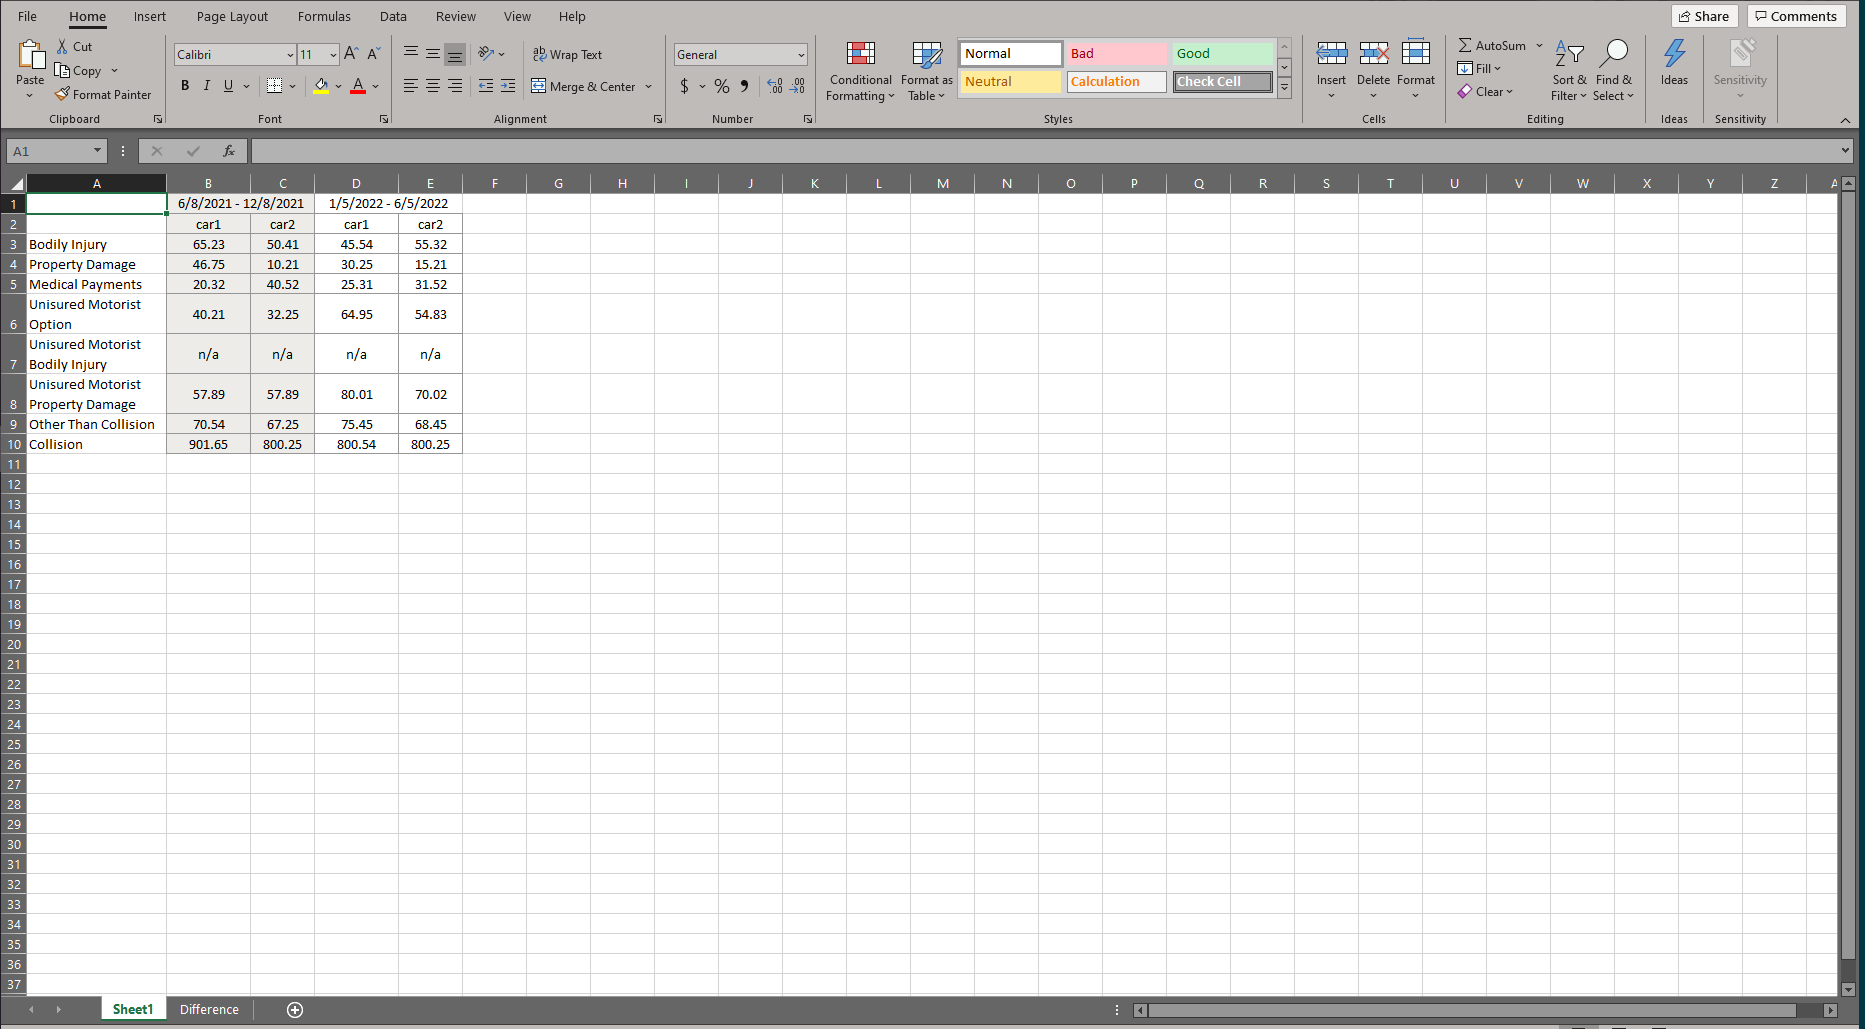 File Home Insert Page Layout Formulas Data Review View Help Share Comments
Paste Cut Copy Format Painter Clipboard
Calibri 11 A A B I U A Font
ab Wrap Text Merge & Center Alignment
General $ % Number
Conditional Formatting Format as Table Normal Bad Good Neutral Calculation Check Cell Styles
Insert Delete Format Cells
AutoSum Fill Clear Sort & Filter Find & Select Editing
Ideas Ideas
Sensitivity Sensitivity
A1 fx
A B C D E F G H I J K L M N O P Q R S T U V W X Y Z A
1 6/8/2021 - 12/8/2021 1/5/2022 - 6/5/2022
2 car1 car2 car1 car2
3 Bodily Injury 65.23 50.41 45.54 55.32
4 Property Damage 46.75 10.21 30.25 15.21
5 Medical Payments 20.32 40.52 25.31 31.52
6 Unisured Motorist Option 40.21 32.25 64.95 54.83
7 Unisured Motorist Bodily Injury n/a n/a n/a n/a
8 Unisured Motorist Property Damage 57.89 57.89 80.01 70.02
9 Other Than Collision 70.54 67.25 75.45 68.45
10 Collision 901.65 800.25 800.54 800.25
11
12
13
14
15
16
17
18
19
20
21
22
23
24
25
26
27
28
29
30
31
32
33
34
35
36
37
Sheet1 Difference